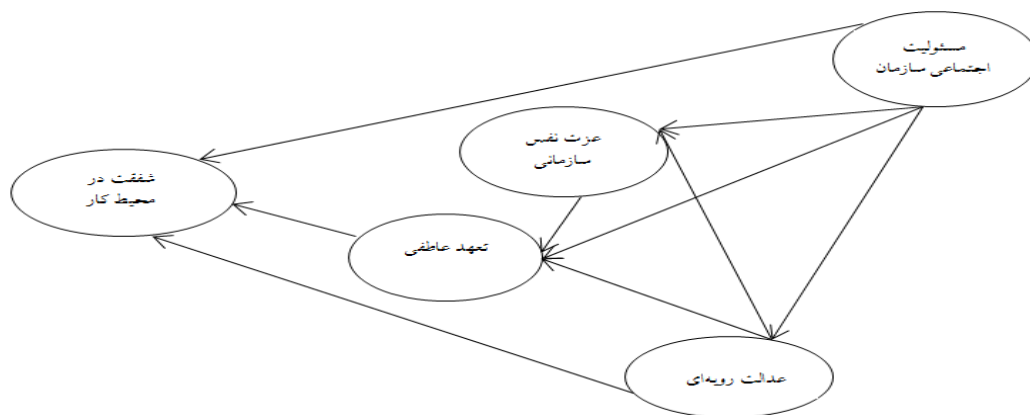 مسئولیت
اجتماعی سازمان
عزت نفس
سازمانی
شفقت در
محیط کار
تعهد عاطفی
عدالت رویه‌ای